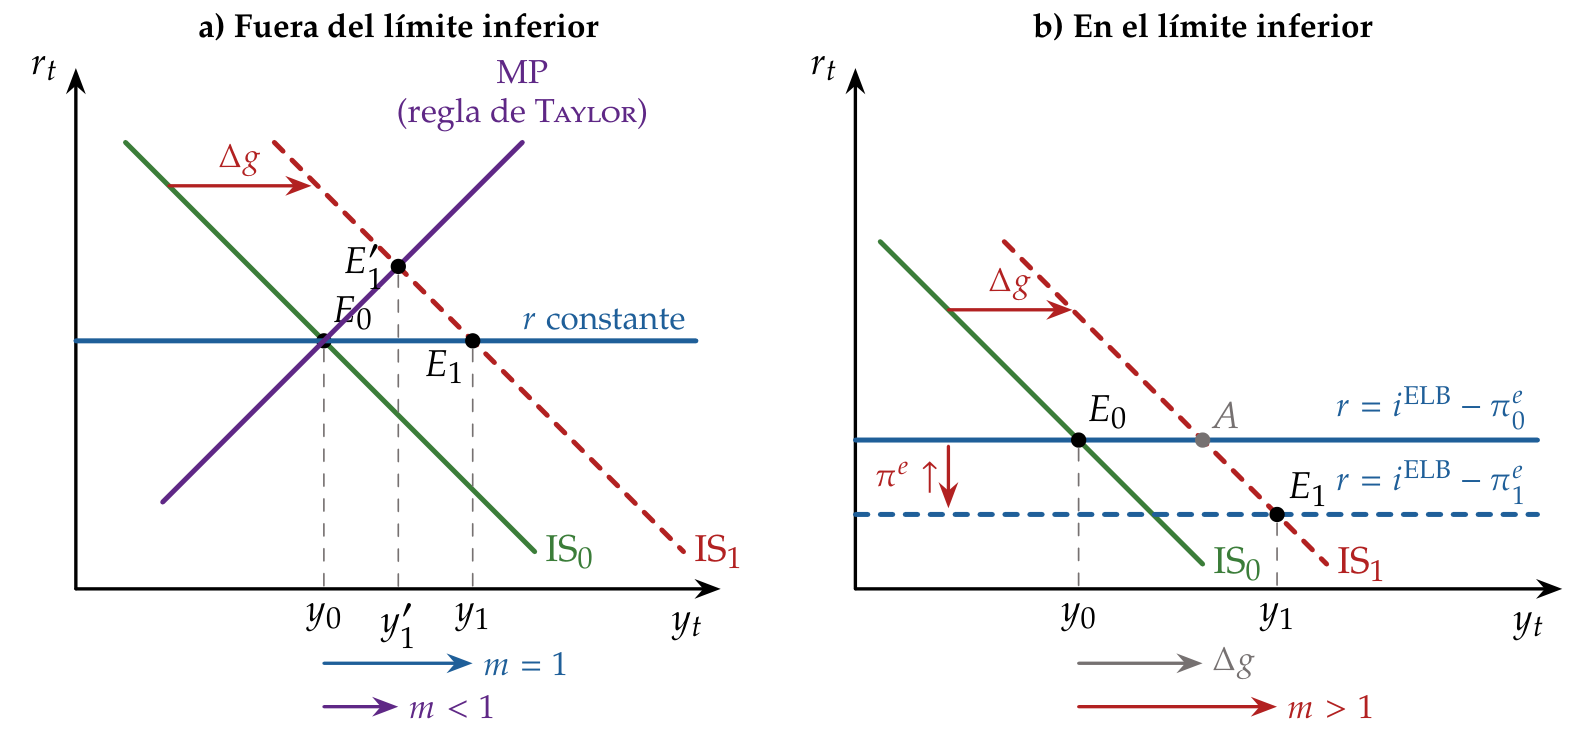 a) Fuera del límite inferior
r_t
MP
(regla de TAYLOR)
Δg
E′_1
E_0
r constante
E_1
IS_0
IS_1
y_0
y′_1
y_1
y_t
m = 1
m < 1
b) En el límite inferior
r_t
Δg
r = i^ELB − π^e_0
E_0
A
π^e ↑
r = i^ELB − π^e_1
E_1
IS_0
IS_1
y_0
y_1
y_t
Δg
m > 1